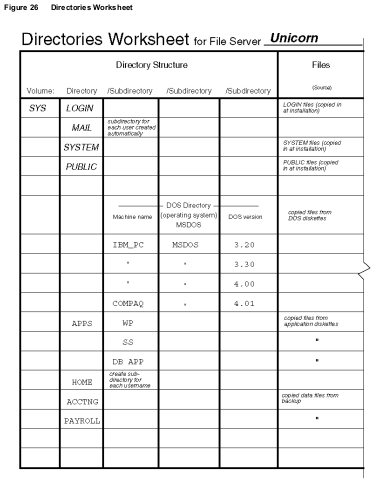 Figure 26 Directories Worksheet
Directories Worksheet for File Server Unicorn
Directory Structure Files
(Source)
Volume: Directory /Subdirectory /Subdirectory /Subdirectory
SYS LOGIN LOGIN files (copied in
at installation)
MAIL subdirectory for
each user created
automatically
SYSTEM SYSTEM files (copied
in at installation)
PUBLIC PUBLIC files (copied
in at installation)
DOS Directory
Machine name (operating system) DOS version
MSDOS
copied files from
DOS diskettes
IBM_PC MSDOS 3.20
" " 3.30
" " 4.00
COMPAQ " 4.01
APPS WP copied files from
application diskettes
SS "
DB APP "
HOME create sub-
directory for
each username
ACCTNG copied data files from
backup
PAYROLL "